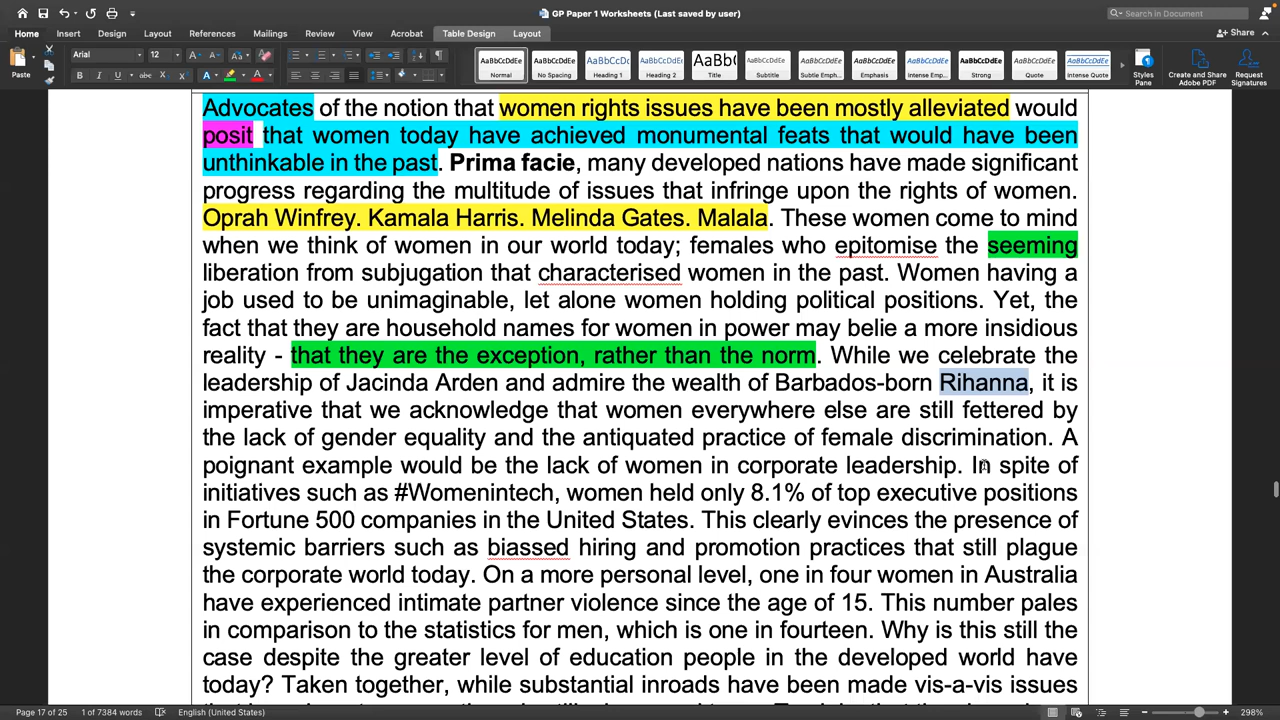 GP Paper 1 Worksheets (Last saved by user)
Search in Document
Home Insert Design Layout References Mailings Review View Acrobat Table Design Layout
Share
Paste
Arial
12
AaBbCcDdEe Normal
AaBbCcDdEe No Spacing
AaBbCcDc Heading 1
AaBbCcDdEe Heading 2
AaBbC Title
AaBbCcDdEe Subtitle
AaBbCcDdEe Subtle Emph...
AaBbCcDdEe Emphasis
AaBbCcDdEe Intense Emp...
AaBbCcDdEe Strong
AaBbCcDdEe Quote
AaBbCcDdEe Intense Quote
Styles Pane
Create and Share Adobe PDF
Request Signatures
Advocates of the notion that women rights issues have been mostly alleviated would
posit that women today have achieved monumental feats that would have been
unthinkable in the past. Prima facie, many developed nations have made significant
progress regarding the multitude of issues that infringe upon the rights of women.
Oprah Winfrey. Kamala Harris. Melinda Gates. Malala. These women come to mind
when we think of women in our world today; females who epitomise the seeming
liberation from subjugation that characterised women in the past. Women having a
job used to be unimaginable, let alone women holding political positions. Yet, the
fact that they are household names for women in power may belie a more insidious
reality - that they are the exception, rather than the norm. While we celebrate the
leadership of Jacinda Arden and admire the wealth of Barbados-born Rihanna, it is
imperative that we acknowledge that women everywhere else are still fettered by
the lack of gender equality and the antiquated practice of female discrimination. A
poignant example would be the lack of women in corporate leadership. In spite of
initiatives such as #Womenintech, women held only 8.1% of top executive positions
in Fortune 500 companies in the United States. This clearly evinces the presence of
systemic barriers such as biassed hiring and promotion practices that still plague
the corporate world today. On a more personal level, one in four women in Australia
have experienced intimate partner violence since the age of 15. This number pales
in comparison to the statistics for men, which is one in fourteen. Why is this still the
case despite the greater level of education people in the developed world have
today? Taken together, while substantial inroads have been made vis-a-vis issues
Page 17 of 25 1 of 7384 words English (United States) Focus 298%